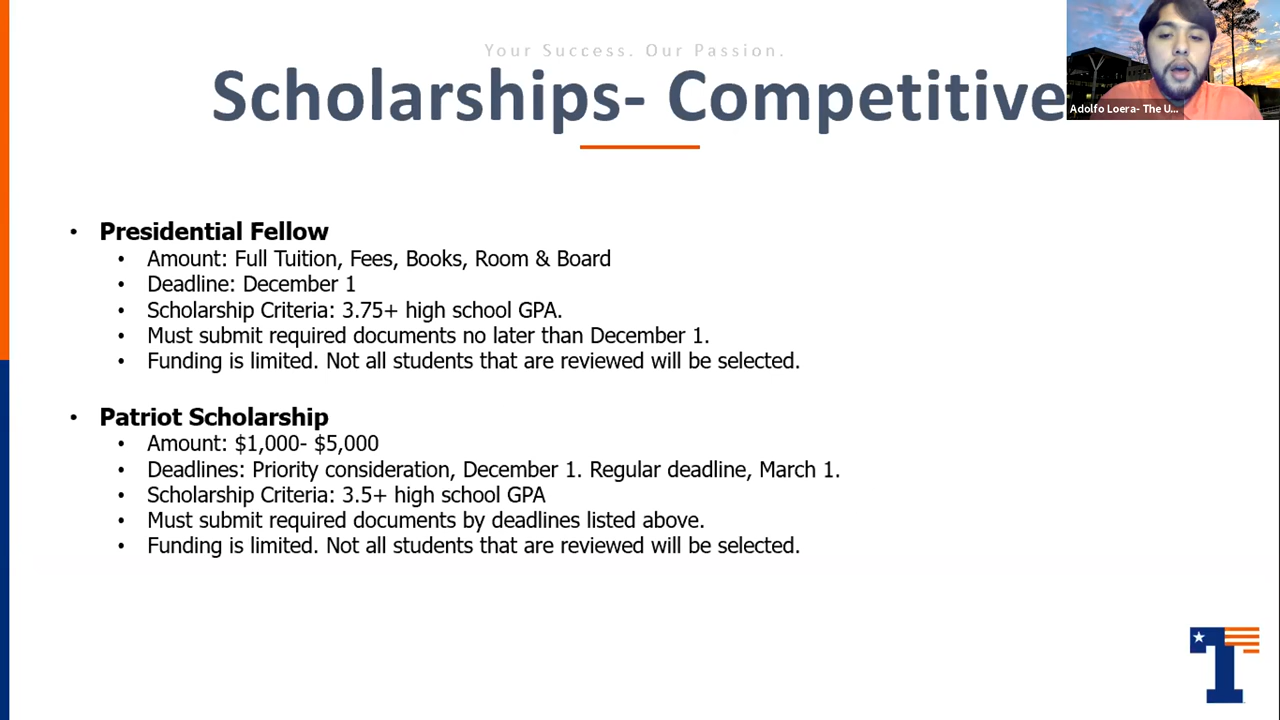 Your Success. Our Passion.
Scholarships- Competitive
Adolfo Loera- The U...
• Presidential Fellow
• Amount: Full Tuition, Fees, Books, Room & Board
• Deadline: December 1
• Scholarship Criteria: 3.75+ high school GPA.
• Must submit required documents no later than December 1.
• Funding is limited. Not all students that are reviewed will be selected.
• Patriot Scholarship
• Amount: $1,000- $5,000
• Deadlines: Priority consideration, December 1. Regular deadline, March 1.
• Scholarship Criteria: 3.5+ high school GPA
• Must submit required documents by deadlines listed above.
• Funding is limited. Not all students that are reviewed will be selected.
T